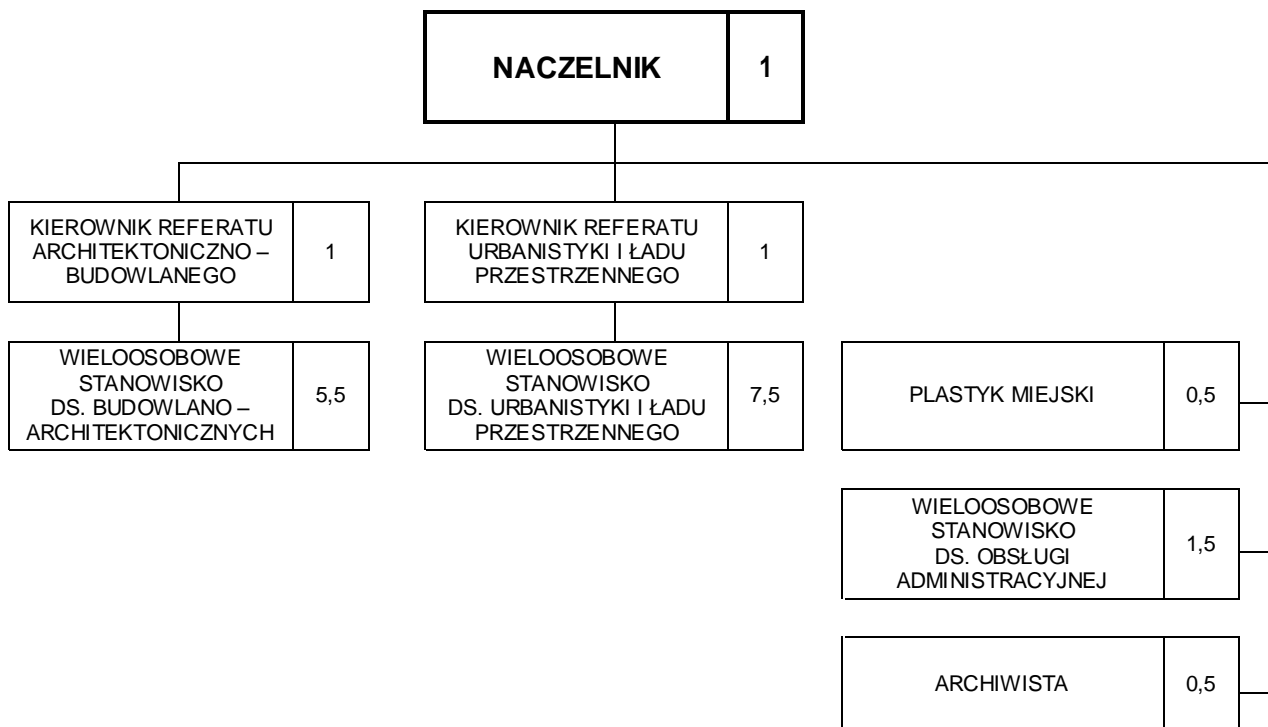 NACZELNIK
1
KIEROWNIK REFERATU
ARCHITEKTONICZNO –
BUDOWLANEGO
1
KIEROWNIK REFERATU
URBANISTYKI I ŁADU
PRZESTRZENNEGO
1
WIELOOSOBOWE
STANOWISKO
DS. BUDOWLANO –
ARCHITEKTONICZNYCH
5,5
WIELOOSOBOWE
STANOWISKO
DS. URBANISTYKI I ŁADU
PRZESTRZENNEGO
7,5
PLASTYK MIEJSKI
0,5
WIELOOSOBOWE
STANOWISKO
DS. OBSŁUGI
ADMINISTRACYJNEJ
1,5
ARCHIWISTA
0,5